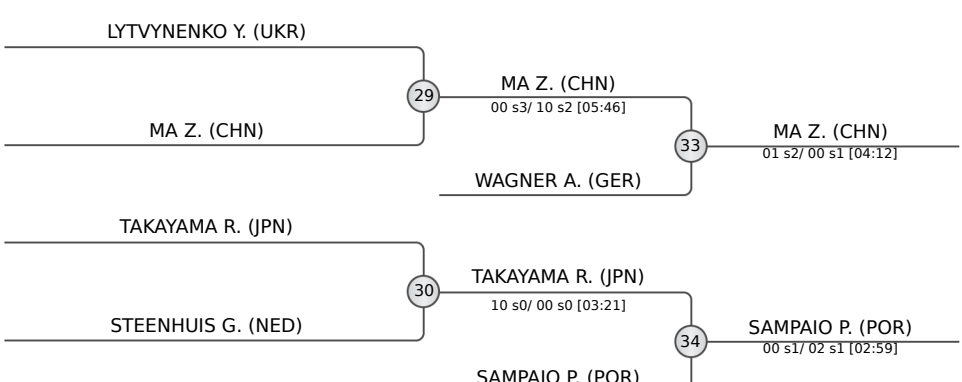 LYTVYNENKO Y. (UKR)
29
MA Z. (CHN)
00 s3/ 10 s2 [05:46]
MA Z. (CHN)
33
MA Z. (CHN)
01 s2/ 00 s1 [04:12]
WAGNER A. (GER)
TAKAYAMA R. (JPN)
30
TAKAYAMA R. (JPN)
10 s0/ 00 s0 [03:21]
STEENHUIS G. (NED)
34
SAMPAIO P. (POR)
00 s1/ 02 s1 [02:59]
SAMPAIO P. (POR)